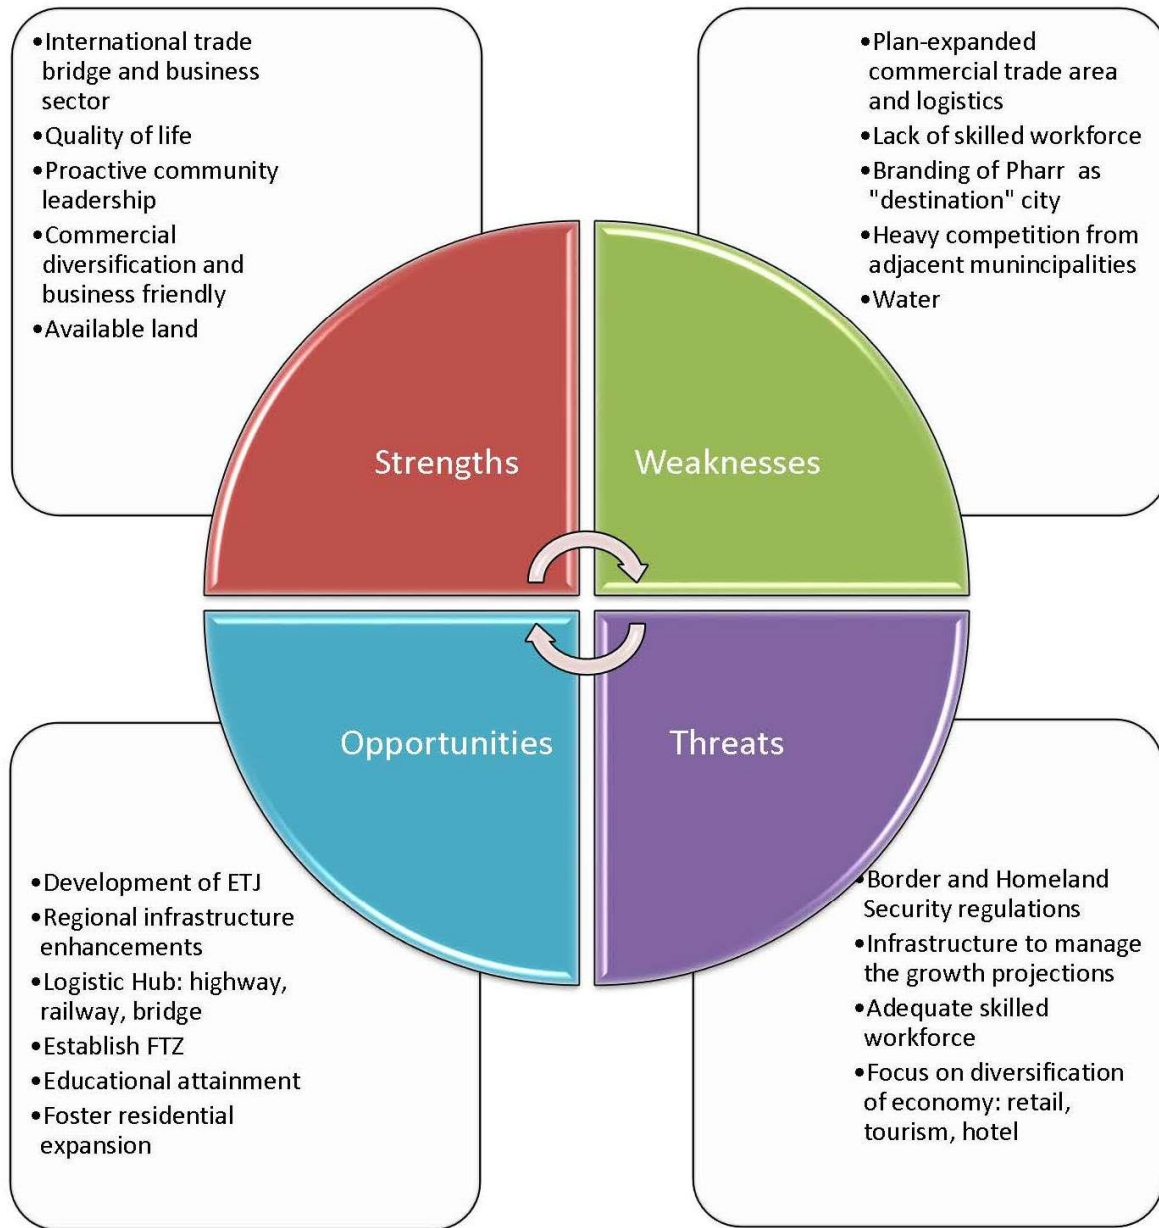 •International trade
bridge and business
sector
•Quality of life
•Proactive community
leadership
•Commercial
diversification and
business friendly
•Available land
•Plan-expanded
commercial trade area
and logistics
•Lack of skilled workforce
•Branding of Pharr as
"destination" city
•Heavy competition from
adjacent munincipalities
•Water
Strengths
Weaknesses
Opportunities
Threats
•Development of ETJ
•Regional infrastructure
enhancements
•Logistic Hub: highway,
railway, bridge
•Establish FTZ
•Educational attainment
•Foster residential
expansion
•Border and Homeland
Security regulations
•Infrastructure to manage
the growth projections
•Adequate skilled
workforce
•Focus on diversification
of economy: retail,
tourism, hotel